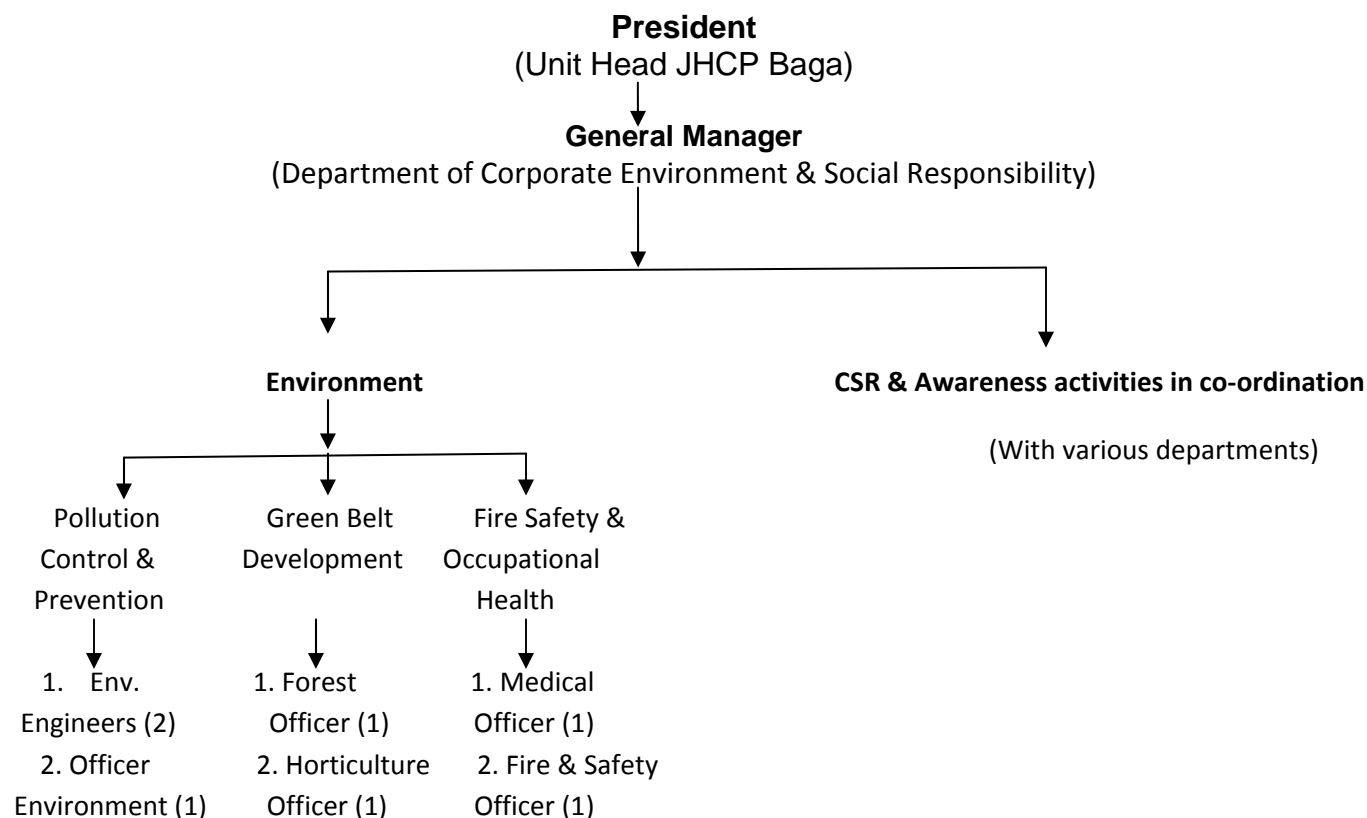 President
(Unit Head JHCP Baga)
General Manager
(Department of Corporate Environment & Social Responsibility)
Environment
CSR & Awareness activities in co-ordination
(With various departments)
Pollution
Control &
Prevention
Green Belt
Development
Fire Safety &
Occupational
Health
1. Env.
Engineers (2)
2. Officer
Environment (1)
1. Forest
Officer (1)
2. Horticulture
Officer (1)
1. Medical
Officer (1)
2. Fire & Safety
Officer (1)